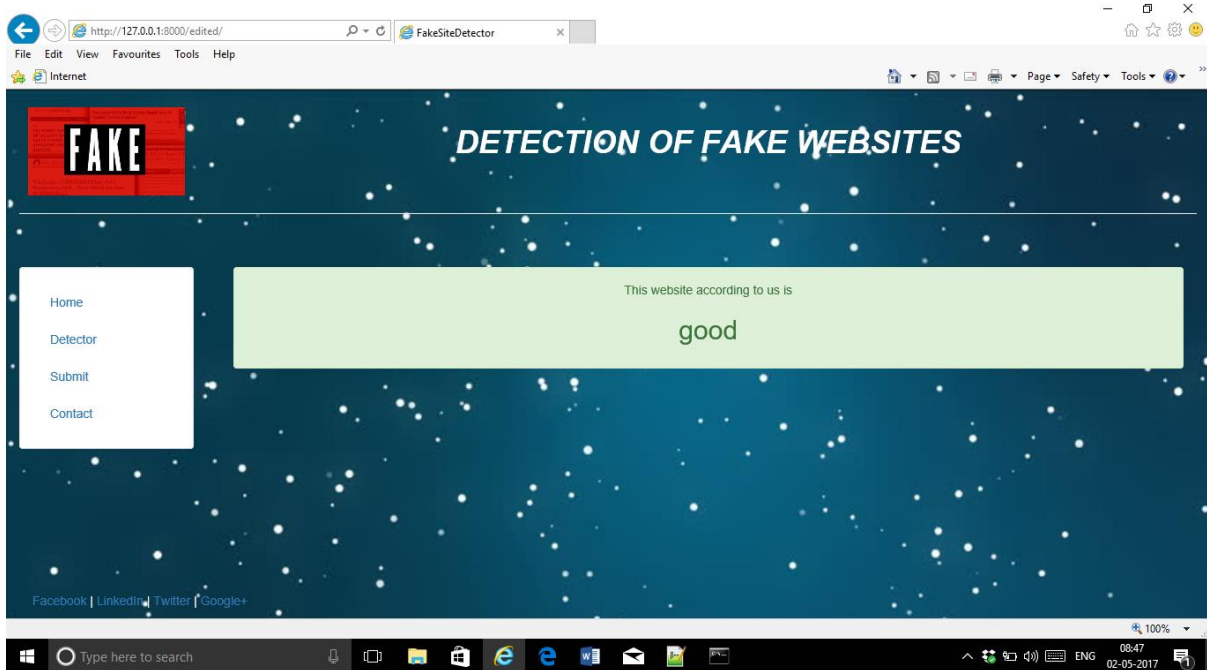 http://127.0.0.1:8000/edited/
FakeSiteDetector
File Edit View Favourites Tools Help
Internet
Page Safety Tools
FAKE
DETECTION OF FAKE WEBSITES
Home
Detector
Submit
Contact
This website according to us is
good
Facebook | LinkedIn | Twitter | Google+
100%
Type here to search
ENG
08:47
02-05-2017